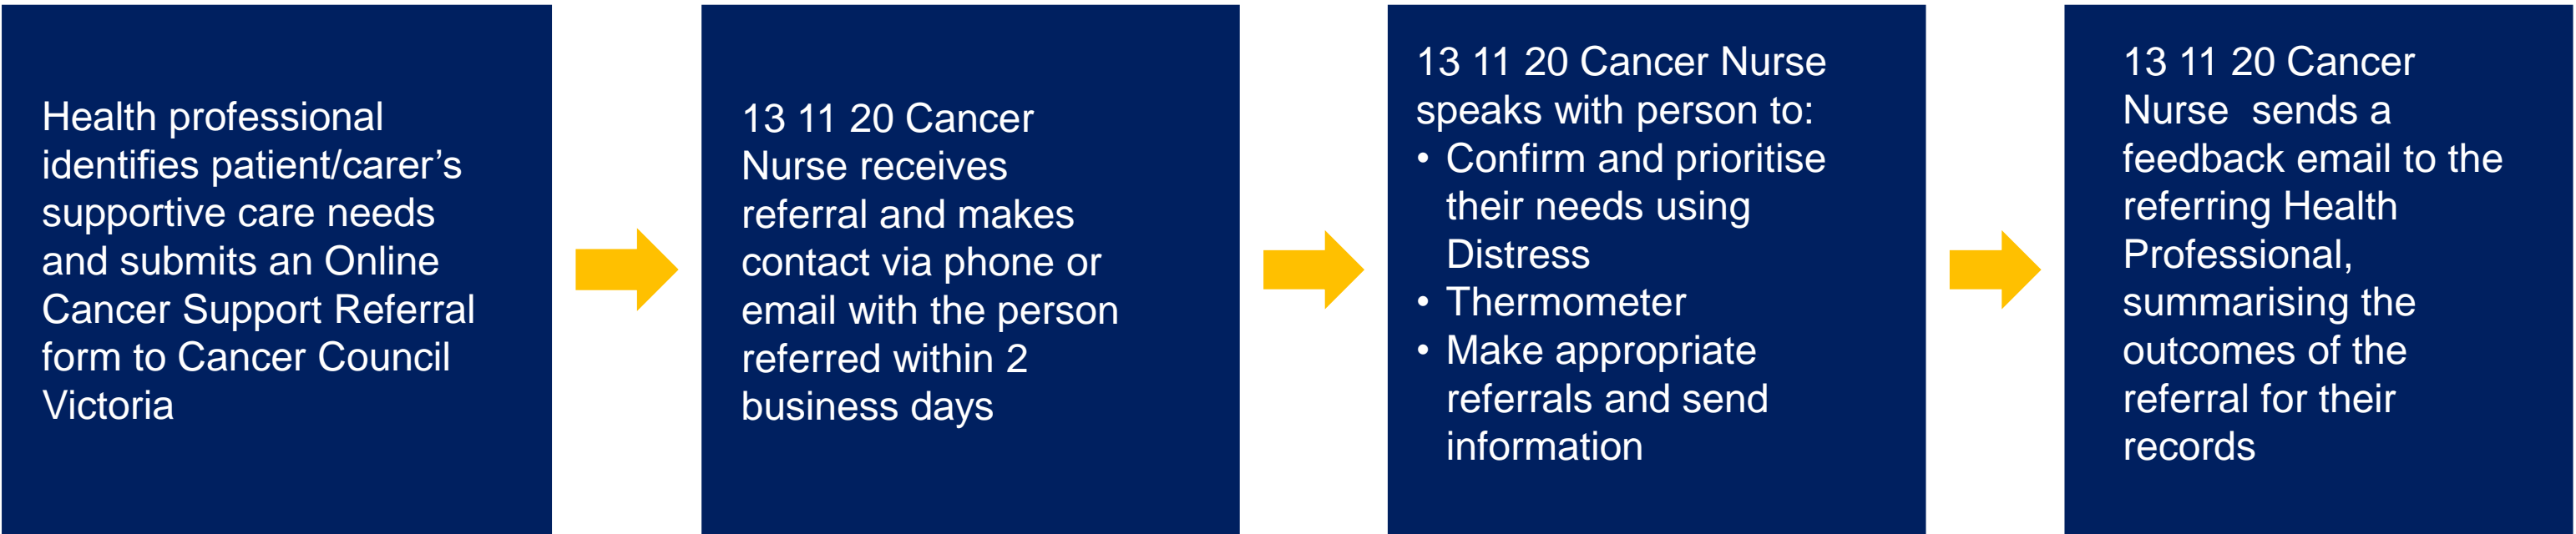 Health professional
identifies patient/carer’s
supportive care needs
and submits an Online
Cancer Support Referral
form to Cancer Council
Victoria
13 11 20 Cancer
Nurse receives
referral and makes
contact via phone or
email with the person
referred within 2
business days
13 11 20 Cancer Nurse
speaks with person to:
• Confirm and prioritise
their needs using
Distress
• Thermometer
• Make appropriate
referrals and send
information
13 11 20 Cancer
Nurse  sends a
feedback email to the
referring Health
Professional,
summarising the
outcomes of the
referral for their
records